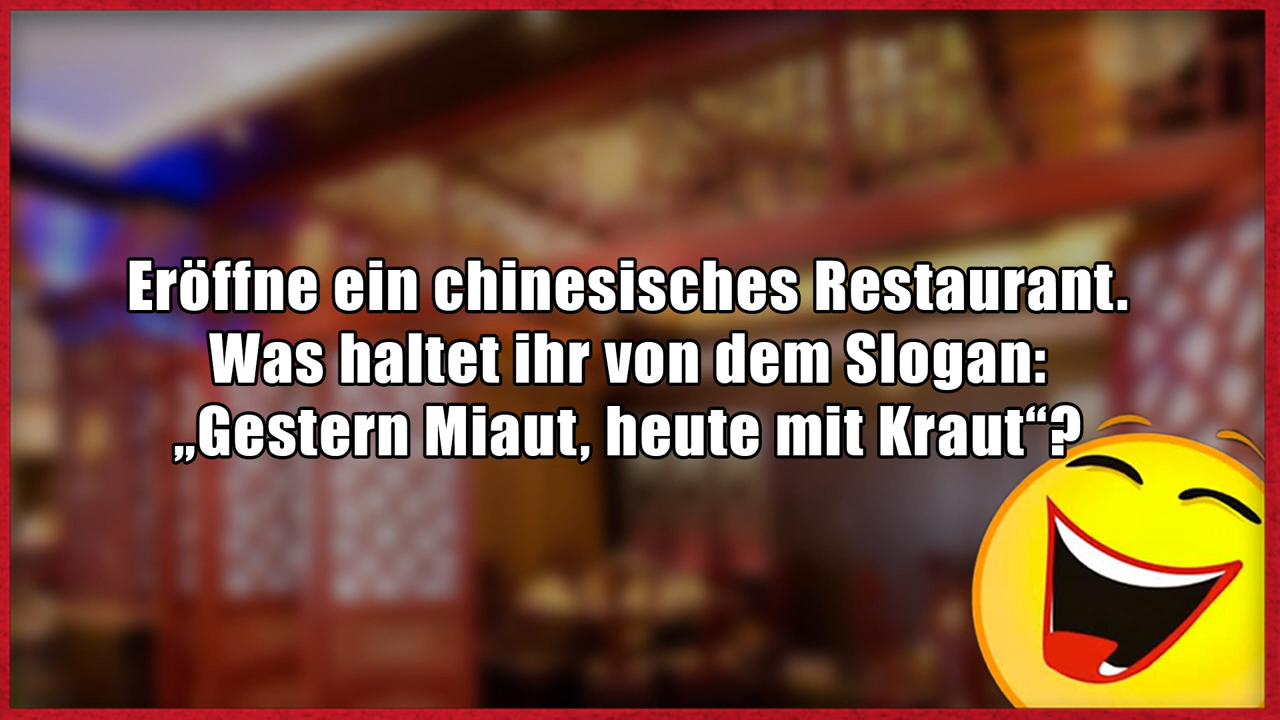 Eröffne ein chinesisches Restaurant.
Was haltet ihr von dem Slogan:
„Gestern Miaut, heute mit Kraut“?